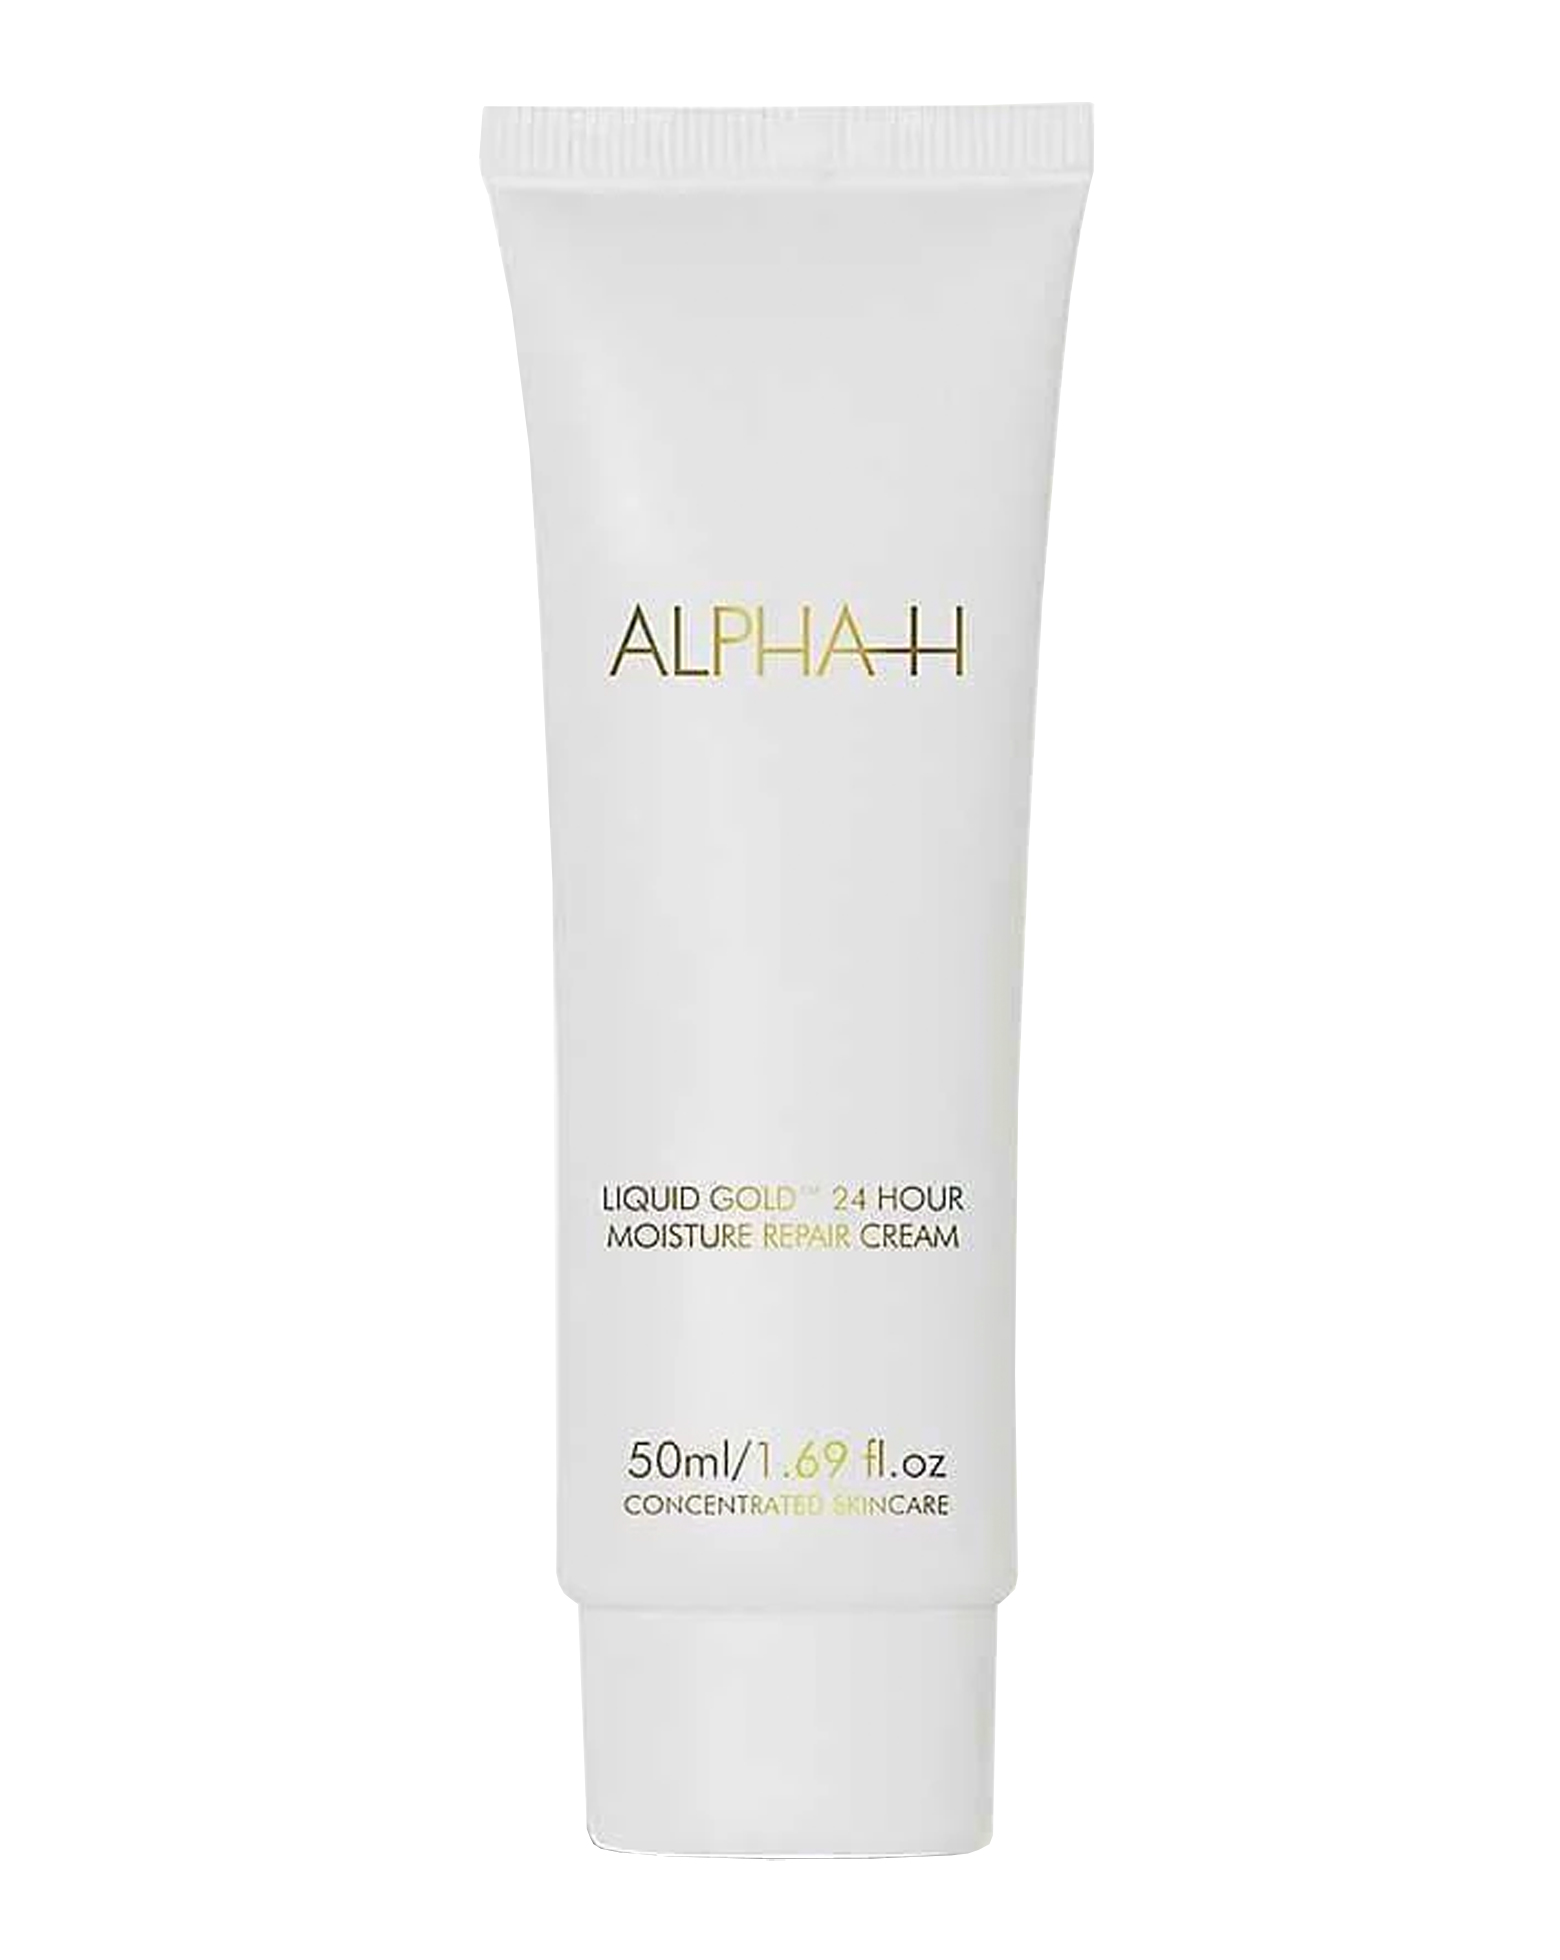 ALPHA-H
LIQUID GOLD™ 24 HOUR
MOISTURE REPAIR CREAM
50ml/1.69 fl.oz
CONCENTRATED SKINCARE